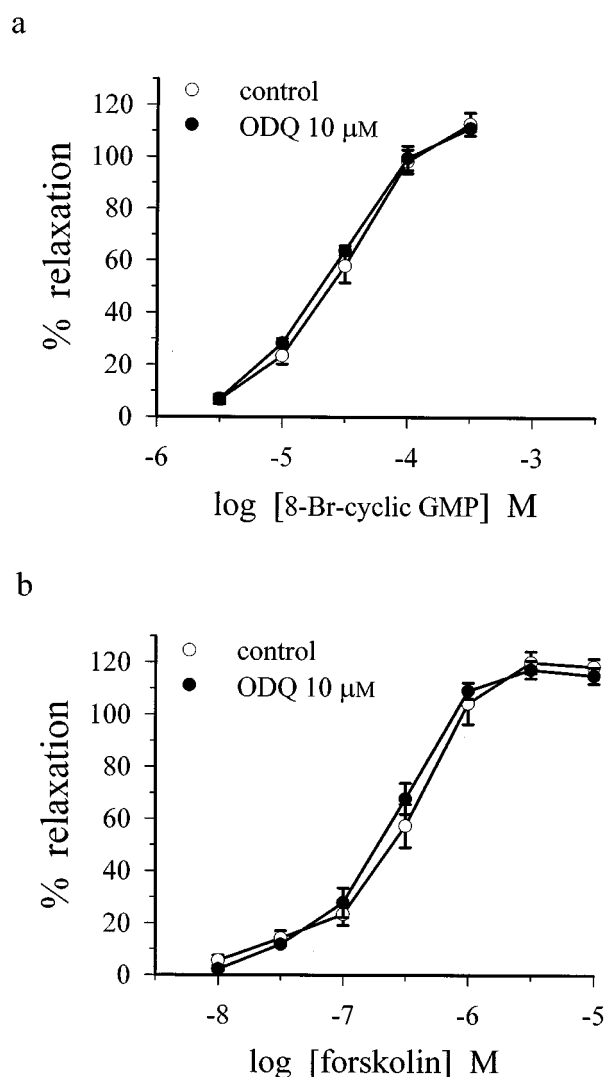 a
control
ODQ 10 μM
120
100
80
60
40
20
0
% relaxation
-6
-5
-4
-3
log [8-Br-cyclic GMP] M
b
control
ODQ 10 μM
120
100
80
60
40
20
0
% relaxation
-8
-7
-6
-5
log [forskolin] M